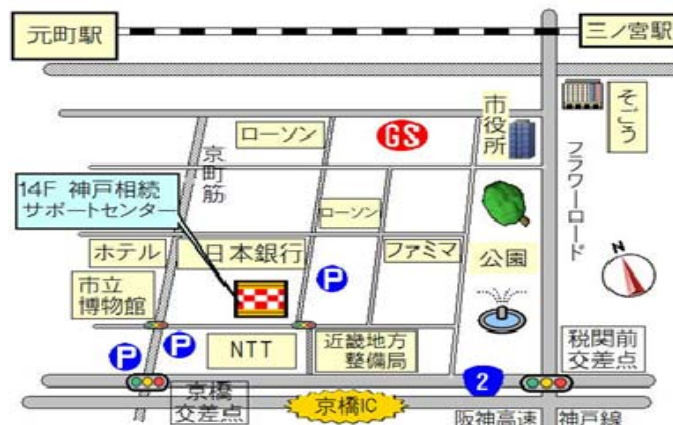 元町駅
三ノ宮駅
そごう
市役所
ローソン
GS
京町筋
フラワーロード
14F 神戸相続
サポートセンター
ローソン
ホテル
日本銀行
ファミマ
公園
N
市立
博物館
P
P
P
NTT
近畿地方
整備局
税関前
交差点
2
京橋
交差点
京橋IC
阪神高速 神戸線